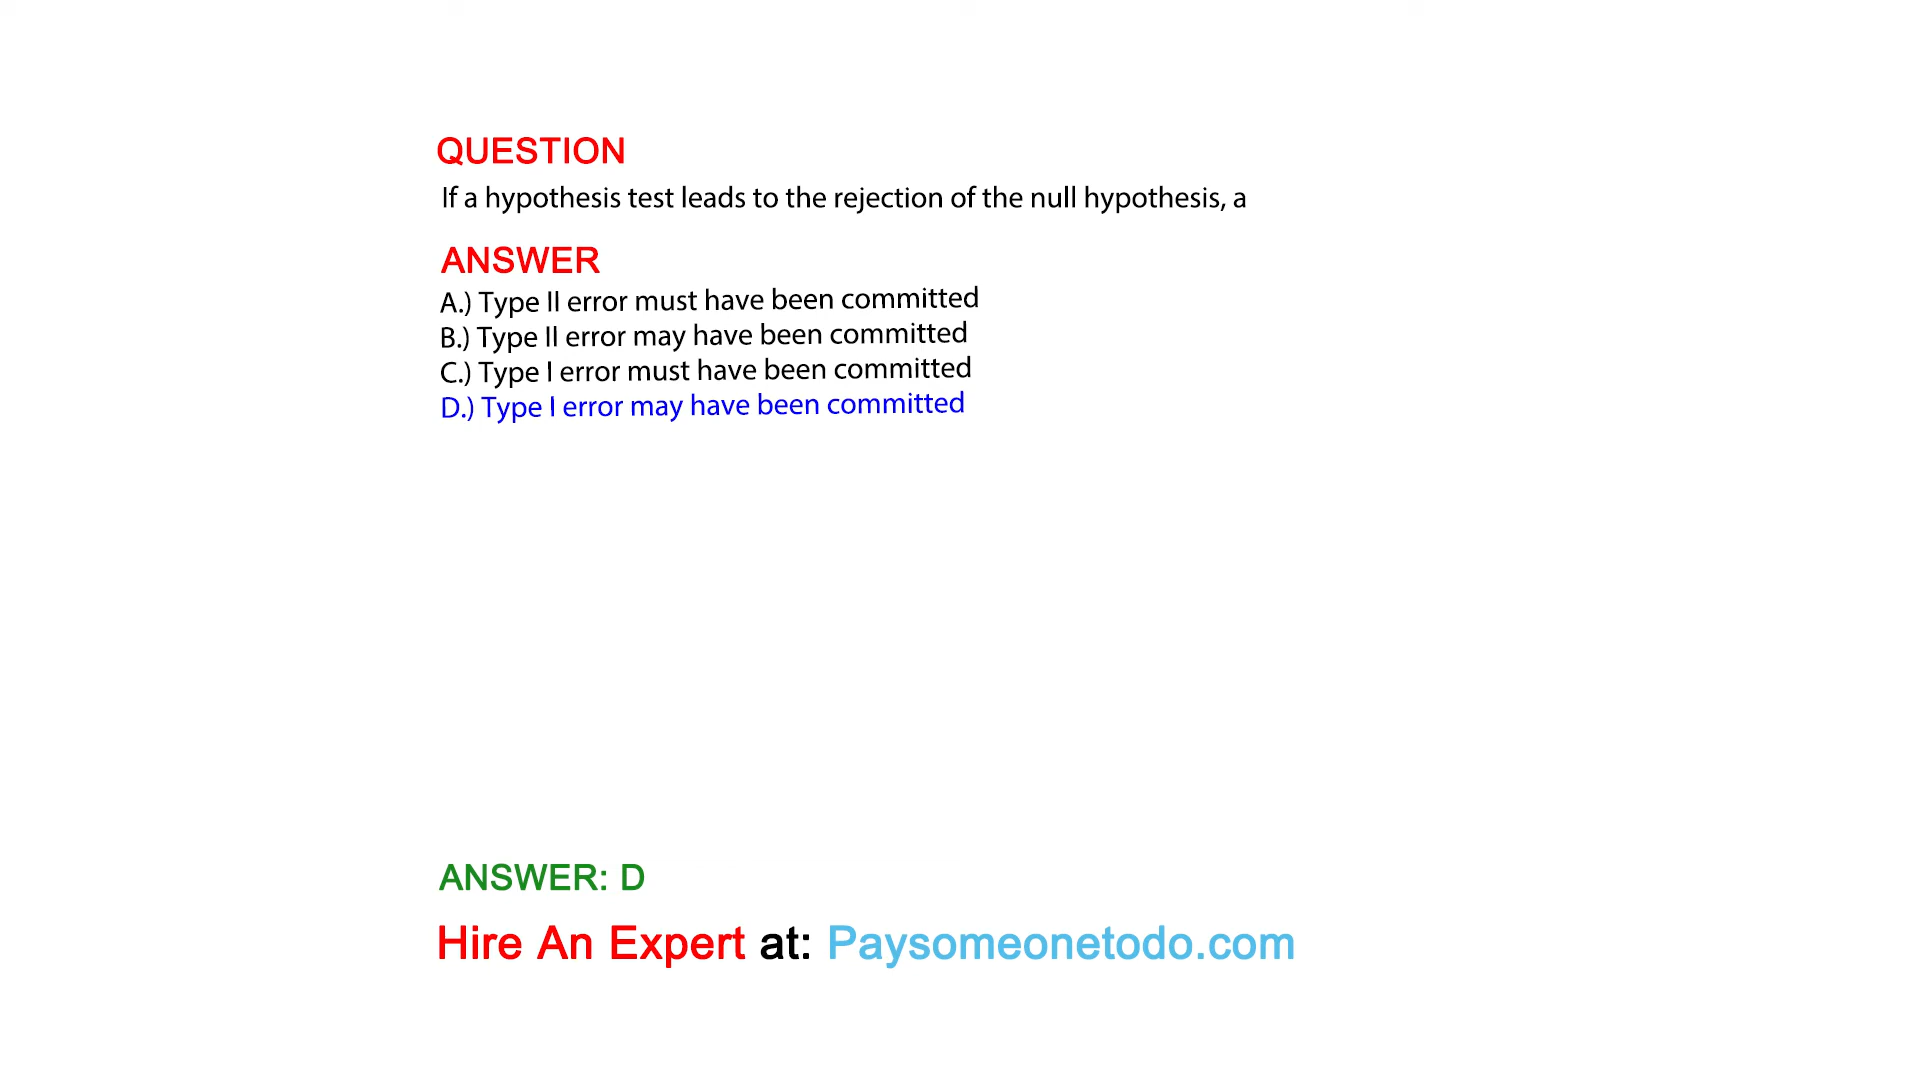 QUESTION
If a hypothesis test leads to the rejection of the null hypothesis, a
ANSWER
A.) Type II error must have been committed
B.) Type II error may have been committed
C.) Type I error must have been committed
D.) Type I error may have been committed
ANSWER: D
Hire An Expert at: Paysomeonetodo.com